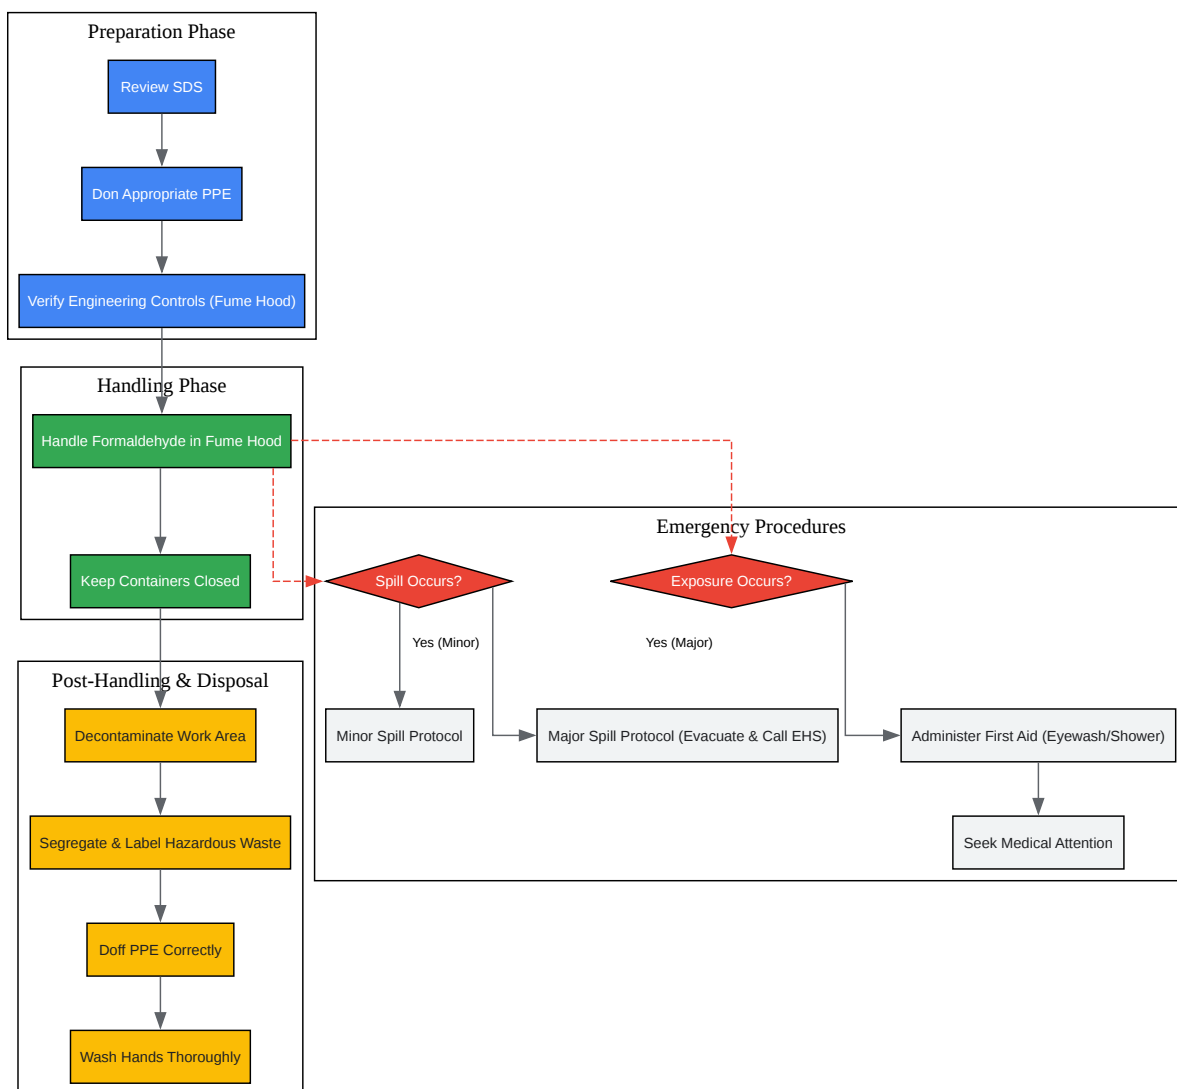 Preparation Phase
Review SDS
Don Appropriate PPE
Verify Engineering Controls (Fume Hood)
Handling Phase
Handle Formaldehyde in Fume Hood
Keep Containers Closed
Emergency Procedures
Spill Occurs?
Exposure Occurs?
Yes (Minor)
Yes (Major)
Minor Spill Protocol
Major Spill Protocol (Evacuate & Call EHS)
Administer First Aid (Eyewash/Shower)
Seek Medical Attention
Post-Handling & Disposal
Decontaminate Work Area
Segregate & Label Hazardous Waste
Doff PPE Correctly
Wash Hands Thoroughly